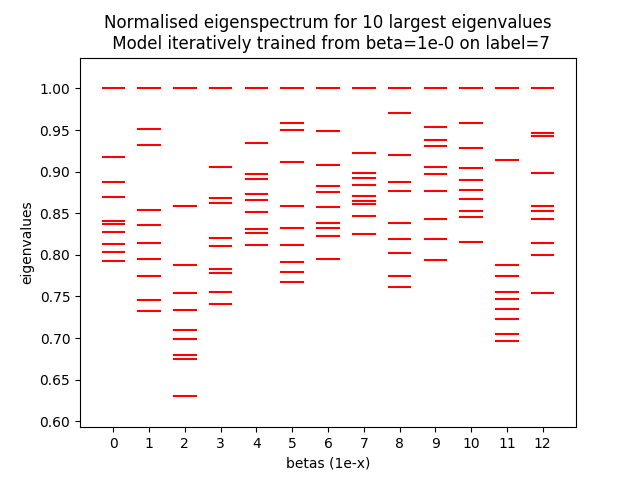 Normalised eigenspectrum for 10 largest eigenvalues
Model iteratively trained from beta=1e-0 on label=7
1.00
0.95
0.90
0.85
0.80
0.75
0.70
0.65
0.60
eigenvalues
0 1 2 3 4 5 6 7 8 9 10 11 12
betas (1e-x)